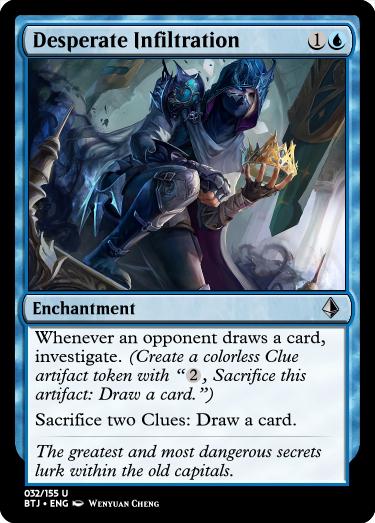 Desperate Infiltration 1
Enchantment
Whenever an opponent draws a card,
investigate. (Create a colorless Clue
artifact token with “2, Sacrifice this
artifact: Draw a card.”)
Sacrifice two Clues: Draw a card.
The greatest and most dangerous secrets
lurk within the old capitals.
032/155 U
BTJ • ENG Wenyuan Cheng